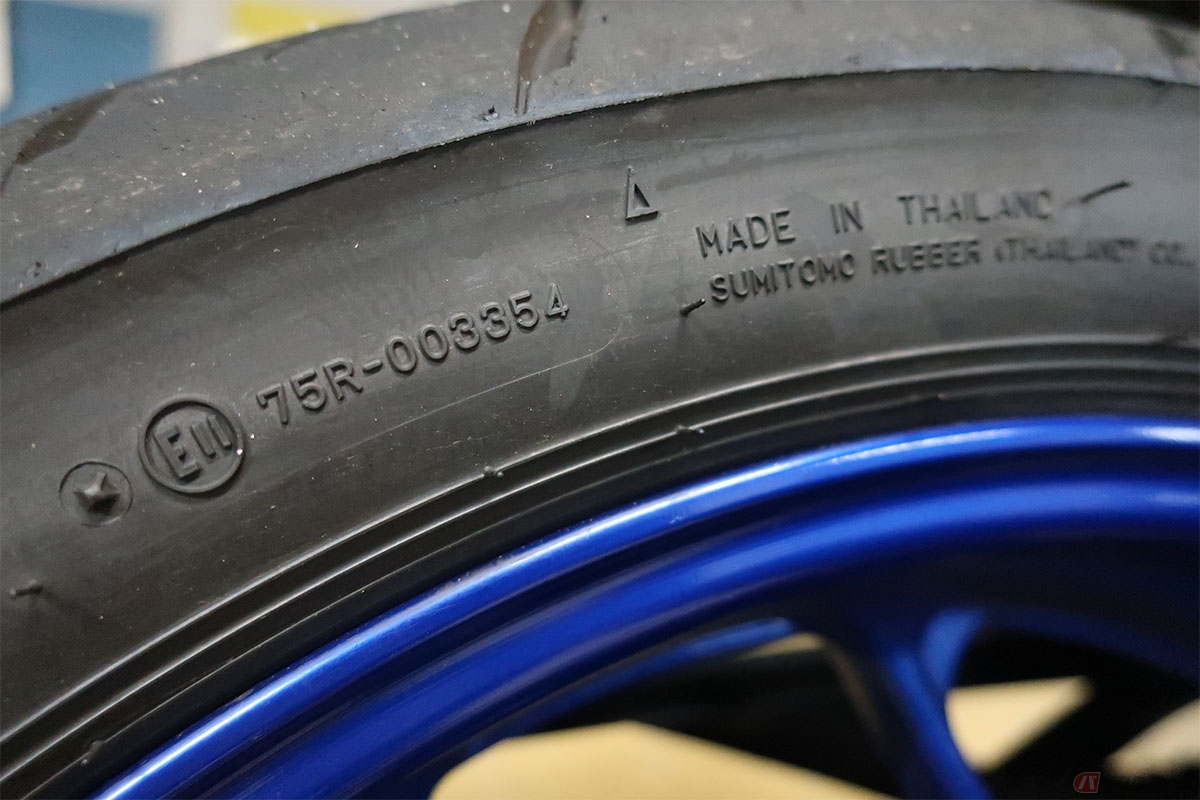 MADE IN THAILAND
SUMITOMO RUBBER (THAILAND) CO.,
75R-003354
E11